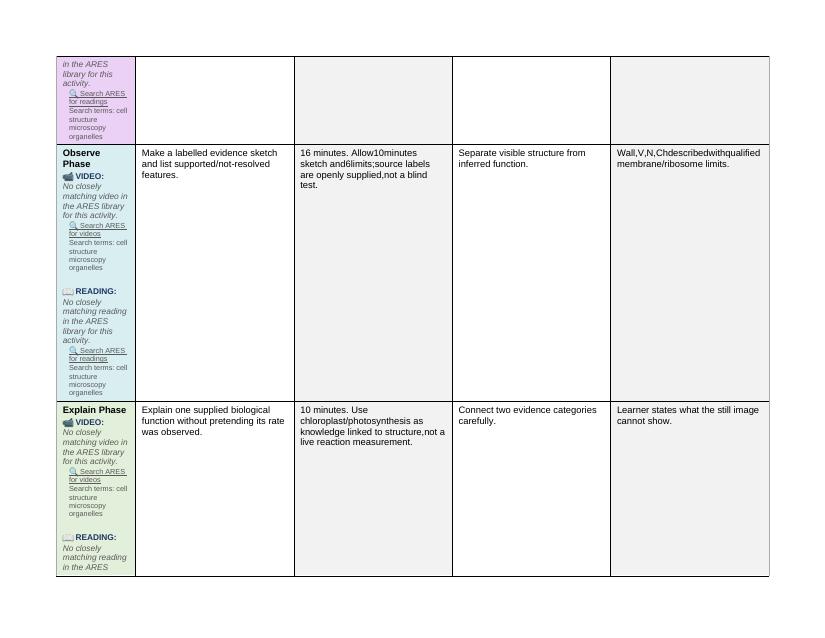 in the ARES
library for this
activity.
🔍 Search ARES
for readings
Search terms: cell
structure
microscopy
organelles
Observe
Phase
📹 VIDEO:
No closely
matching video in
the ARES library
for this activity.
🔍 Search ARES
for videos
Search terms: cell
structure
microscopy
organelles
📖 READING:
No closely
matching reading
in the ARES
library for this
activity.
🔍 Search ARES
for readings
Search terms: cell
structure
microscopy
organelles
Make a labelled evidence sketch
and list supported/not-resolved
features.
16 minutes. Allow10minutes
sketch and6limits;source labels
are openly supplied,not a blind
test.
Separate visible structure from
inferred function.
Wall,V,N,Chdescribedwithqualified
membrane/ribosome limits.
Explain Phase
📹 VIDEO:
No closely
matching video in
the ARES library
for this activity.
🔍 Search ARES
for videos
Search terms: cell
structure
microscopy
organelles
📖 READING:
No closely
matching reading
in the ARES
Explain one supplied biological
function without pretending its rate
was observed.
10 minutes. Use
chloroplast/photosynthesis as
knowledge linked to structure,not a
live reaction measurement.
Connect two evidence categories
carefully.
Learner states what the still image
cannot show.